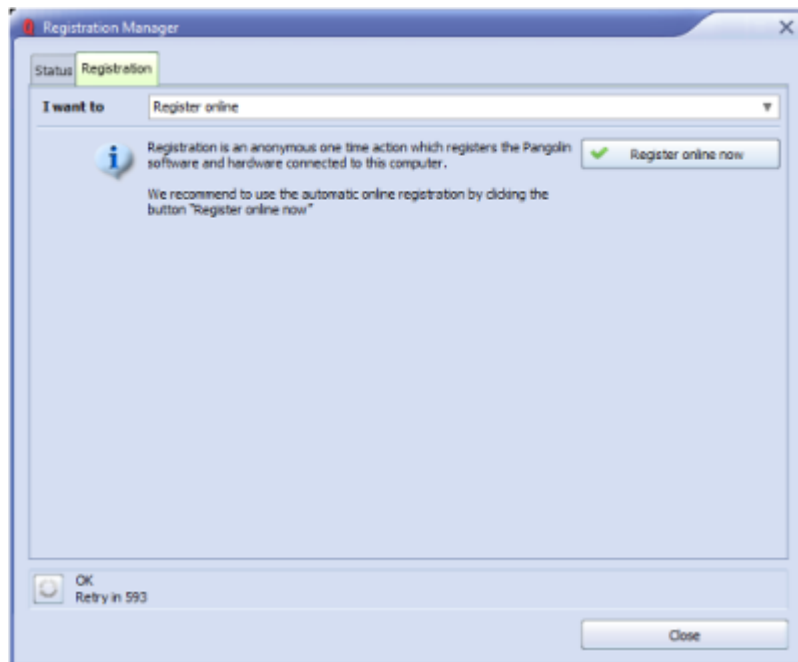 Registration Manager
Status Registration
I want to Register online
Registration is an anonymous one time action which registers the Pangolin
software and hardware connected to this computer.
Register online now
We recommend to use the automatic online registration by clicking the
button "Register online now"
OK
Retry in 593
Close